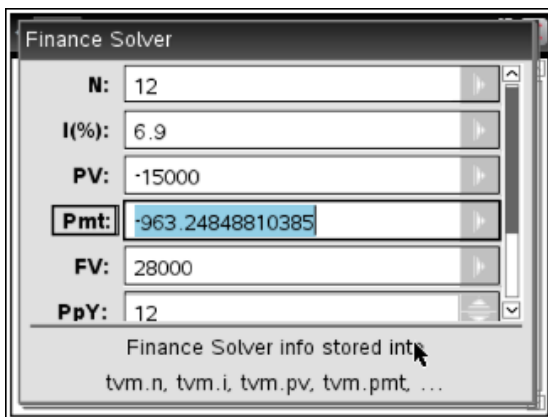 Finance Solver
N: 12
I(%): 6.9
PV: -15000
Pmt: -963.24848810385
FV: 28000
PpY: 12
Finance Solver info stored into
tvm.n, tvm.i, tvm.pv, tvm.pmt, ...